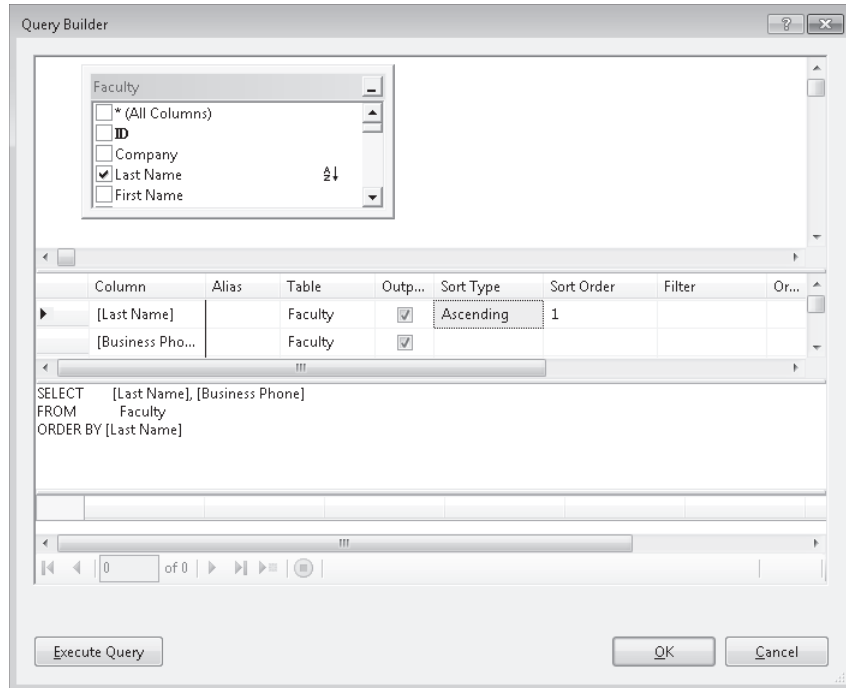 Query Builder
Faculty
* (All Columns)
ID
Company
Last Name
First Name
Column Alias Table Outp... Sort Type Sort Order Filter Or...
[Last Name] Faculty Ascending 1
[Business Pho... Faculty
SELECT [Last Name], [Business Phone]
FROM Faculty
ORDER BY [Last Name]
0 of 0
Execute Query OK Cancel